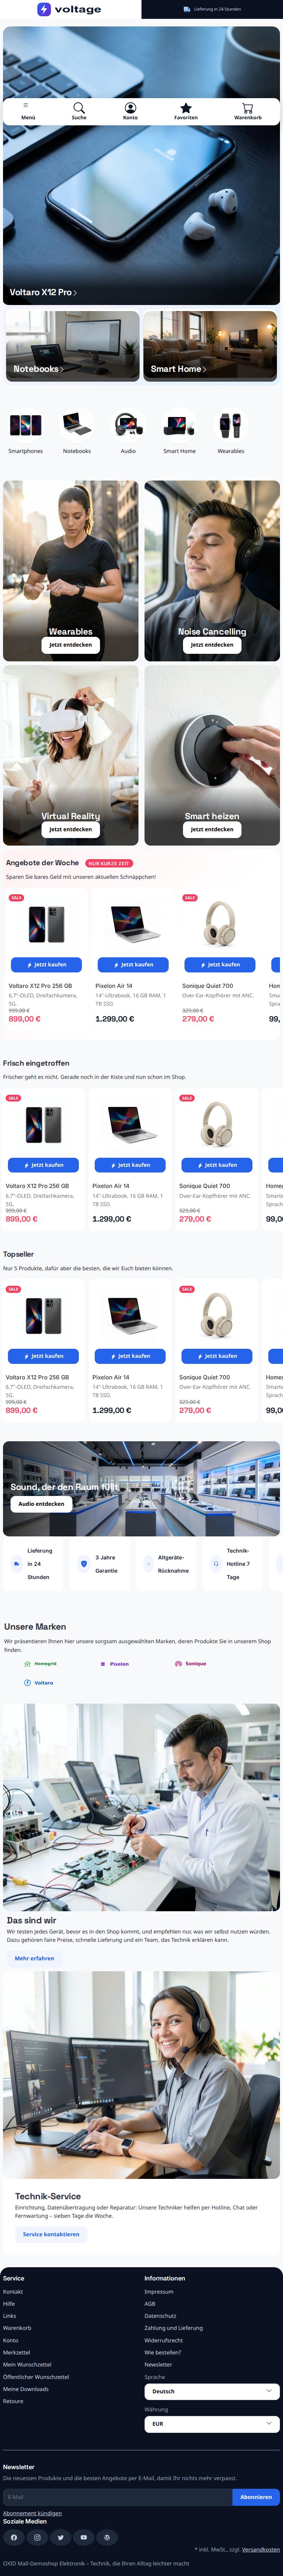 voltage
Lieferung in 24 Stunden
Menü
Suche
Konto
Favoriten
Warenkorb
Voltaro X12 Pro
Notebooks
Smart Home
Smartphones
Notebooks
Audio
Smart Home
Wearables
Wearables
Jetzt entdecken
Noise Cancelling
Jetzt entdecken
Virtual Reality
Jetzt entdecken
Smart heizen
Jetzt entdecken
Angebote der Woche
NUR KURZE ZEIT
Sparen Sie bares Geld mit unseren aktuellen Schnäppchen!
SALE
Jetzt kaufen
Voltaro X12 Pro 256 GB
6,7"-OLED, Dreifachkamera,
5G.
999,00 €
899,00 €
Jetzt kaufen
Pixelon Air 14
14"-Ultrabook, 16 GB RAM, 1
TB SSD.
1.299,00 €
SALE
Jetzt kaufen
Sonique Quiet 700
Over-Ear-Kopfhörer mit ANC.
329,00 €
279,00 €
Hom
Smar
Sprac
99,
Frisch eingetroffen
Frischer geht es nicht. Gerade noch in der Kiste und nun schon im Shop.
SALE
Jetzt kaufen
Voltaro X12 Pro 256 GB
6,7"-OLED, Dreifachkamera,
5G.
999,00 €
899,00 €
Jetzt kaufen
Pixelon Air 14
14"-Ultrabook, 16 GB RAM, 1
TB SSD.
1.299,00 €
SALE
Jetzt kaufen
Sonique Quiet 700
Over-Ear-Kopfhörer mit ANC.
329,00 €
279,00 €
Homeg
Smarte
Sprach
99,00
Topseller
Nur 5 Produkte, dafür aber die besten, die wir Euch bieten können.
SALE
Jetzt kaufen
Voltaro X12 Pro 256 GB
6,7"-OLED, Dreifachkamera,
5G.
999,00 €
899,00 €
Jetzt kaufen
Pixelon Air 14
14"-Ultrabook, 16 GB RAM, 1
TB SSD.
1.299,00 €
SALE
Jetzt kaufen
Sonique Quiet 700
Over-Ear-Kopfhörer mit ANC.
329,00 €
279,00 €
Homeg
Smarte
Sprach
99,00
Sound, der den Raum füllt
Audio entdecken
Lieferung
in 24
Stunden
3 Jahre
Garantie
Altgeräte-
Rücknahme
Technik-
Hotline 7
Tage
Unsere Marken
Wir präsentieren Ihnen hier unsere sorgsam ausgewählten Marken, deren Produkte Sie in unserem Shop
finden.
Homegrid
Pixelon
Sonique
Voltaro
Das sind wir
Wir testen jedes Gerät, bevor es in den Shop kommt, und empfehlen nur, was wir selbst nutzen würden.
Dazu gehören faire Preise, schnelle Lieferung und ein Team, das Technik erklären kann.
Mehr erfahren
Technik-Service
Einrichtung, Datenübertragung oder Reparatur: Unsere Techniker helfen per Hotline, Chat oder
Fernwartung – sieben Tage die Woche.
Service kontaktieren
Service
Kontakt
Hilfe
Links
Warenkorb
Konto
Merkzettel
Mein Wunschzettel
Öffentlicher Wunschzettel
Meine Downloads
Retoure
Informationen
Impressum
AGB
Datenschutz
Zahlung und Lieferung
Widerrufsrecht
Wie bestellen?
Newsletter
Sprache
Deutsch
Währung
EUR
Newsletter
Die neuesten Produkte und die besten Angebote per E-Mail, damit Ihr nichts mehr verpasst.
E-Mail
Abonnieren
Abonnement kündigen
Soziale Medien
* inkl. MwSt., zzgl. Versandkosten
OXID Mall-Demoshop Elektronik – Technik, die Ihren Alltag leichter macht